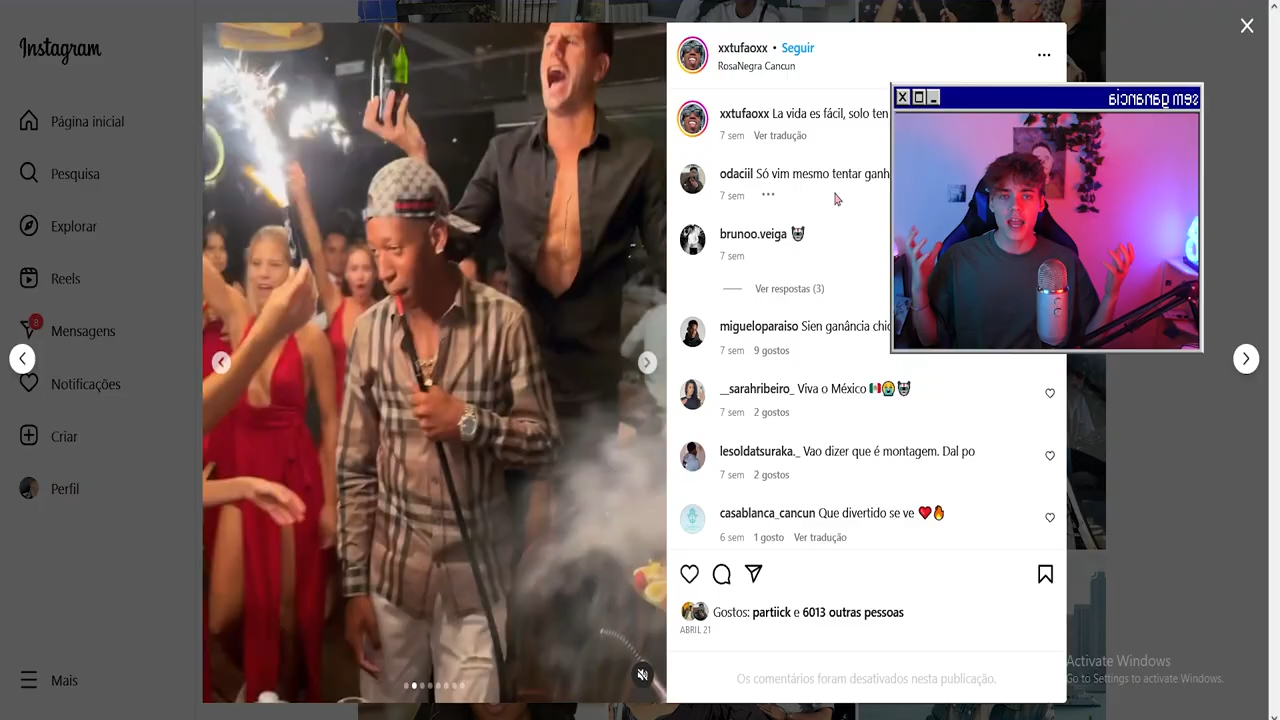 Instagram
Página inicial
Pesquisa
Explorar
Reels
8
Mensagens
Notificações
Criar
Perfil
Mais
xxtufaoxx • Seguir
RosaNegra Cancun
xxtufaoxx La vida es fácil, solo ten
7 sem Ver tradução
odaciil Só vim mesmo tentar ganh
7 sem
brunoo.veiga
7 sem
Ver respostas (3)
migueloparaiso Sien ganância chic
7 sem 9 gostos
__sarahribeiro_ Viva o México 🇲🇽😭🤡
7 sem 2 gostos
lesoldatsuraka._ Vao dizer que é montagem. Dal po
7 sem 2 gostos
casablanca_cancun Que divertido se ve ❤️🔥
6 sem 1 gosto Ver tradução
Gostos: partiick e 6013 outras pessoas
ABRIL 21
Os comentários foram desativados nesta publicação.
sem ganancia
Activate Windows
Go to Settings to activate Windows.